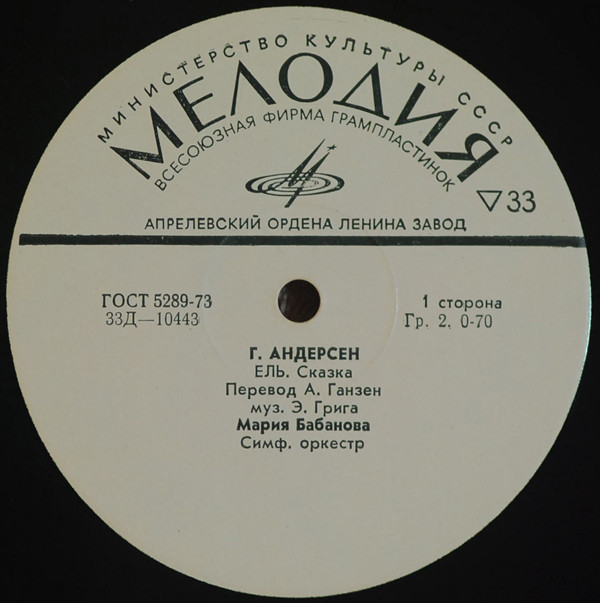 МИНИСТЕРСТВО КУЛЬТУРЫ СССР
МЕЛОДИЯ
ВСЕСОЮЗНАЯ ФИРМА ГРАМПЛАСТИНОК
▽33
АПРЕЛЕВСКИЙ ОРДЕНА ЛЕНИНА ЗАВОД
ГОСТ 5289-73
33Д—10443
1 сторона
Гр. 2, 0-70
Г. АНДЕРСЕН
ЕЛЬ. Сказка
Перевод А. Ганзен
муз. Э. Грига
Мария Бабанова
Симф. оркестр